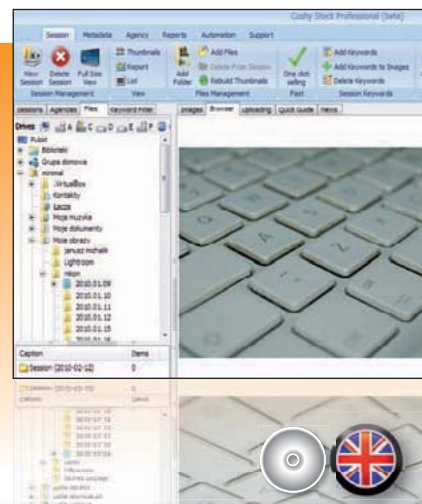 Cushy Stock Professional (beta)
Session Metadata Agency Reports Automation Support
New Session
Delete Session
Full Size View
Thumbnails
Report
List
Add Folder
Add Files
Delete From Session
Rebuild Thumbnails
One click selling
Add Keywords
Add Keywords to Images
Delete Keywords
Session Management View Files Management Fast Session Keywords
Sessions Agencies Files Keyword Filter Images Browser Uploading Quick Guide News
Drives A C D E F
Pulpit
Biblioteki
Grupa domowa
minimal
.VirtualBox
Kontakty
Łącza
Moja muzyka
Moje dokumenty
Moje obrazy
janusz michalik
Lightroom
nikon
2010.01.09
2010.01.10
2010.01.11
2010.01.12
2010.01.15
Caption Items
Session (2010-02-12) 0